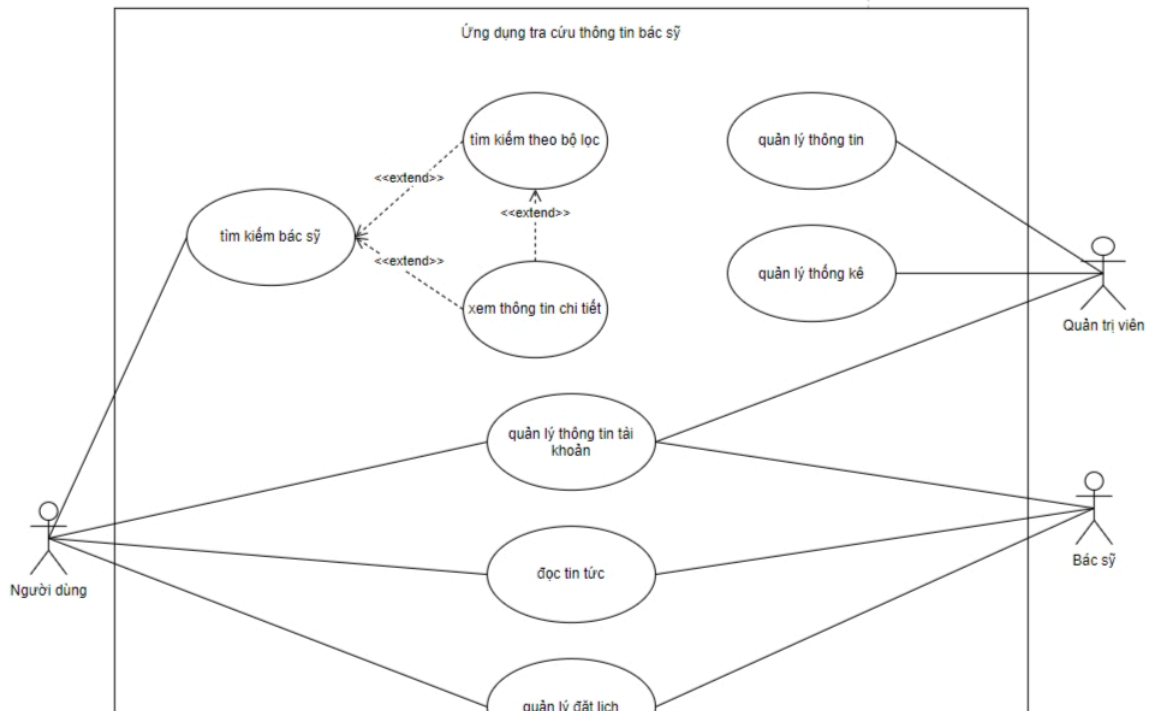 Ứng dụng tra cứu thông tin bác sỹ
tìm kiếm theo bộ lọc
quản lý thông tin
<<extend>>
<<extend>>
tìm kiếm bác sỹ
<<extend>>
quản lý thống kê
xem thông tin chi tiết
Quản trị viên
quản lý thông tin tài
khoản
Bác sỹ
đọc tin tức
Người dùng
quản lý đặt lịch